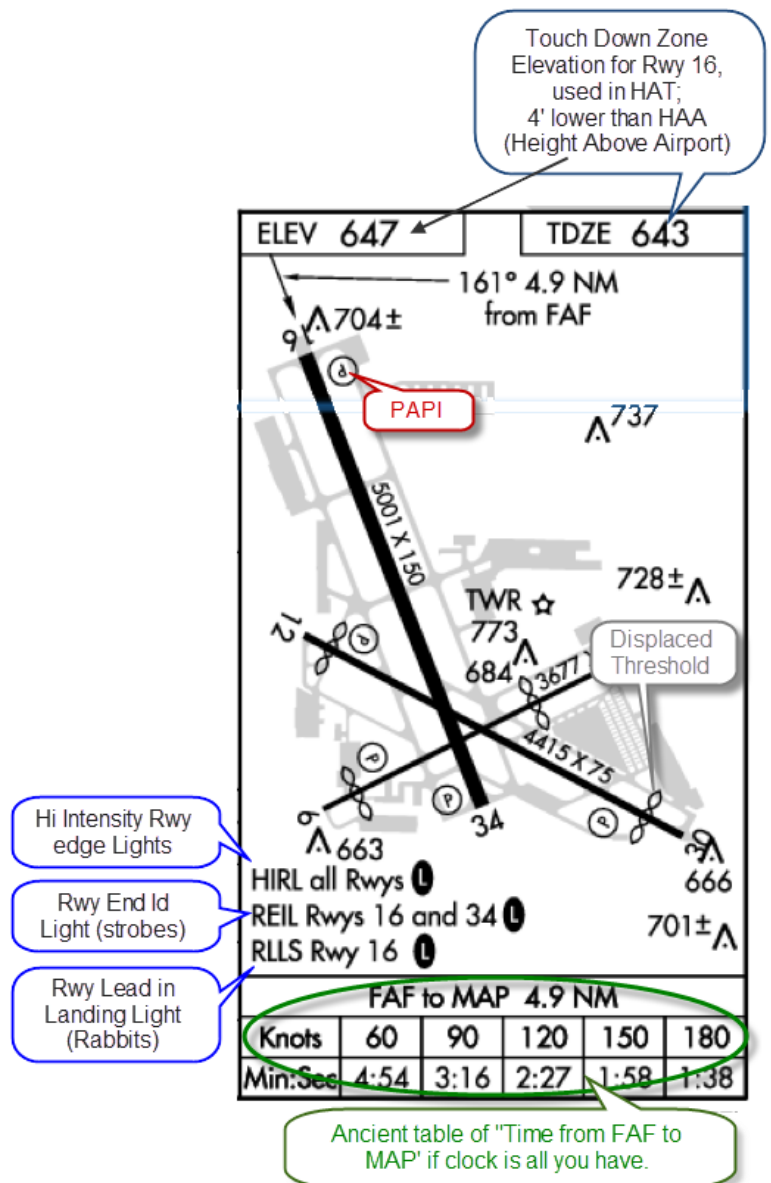 Touch Down Zone
Elevation for Rwy 16,
used in HAT;
4' lower than HAA
(Height Above Airport)
ELEV 647
TDZE 643
161° 4.9 NM
from FAF
704±
16
P
PAPI
737
5001 X 150
728±
TWR
773
684
3677
Displaced
Threshold
12
P
4415 X 75
P
P
P
6
34
30
663
666
Hi Intensity Rwy
edge Lights
HIRL all Rwys L
Rwy End Id
Light (strobes)
REIL Rwys 16 and 34 L
701±
RLLS Rwy 16 L
Rwy Lead in
Landing Light
(Rabbits)
FAF to MAP 4.9 NM
Knots 60 90 120 150 180
Min:Sec 4:54 3:16 2:27 1:58 1:38
Ancient table of "Time from FAF to
MAP' if clock is all you have.